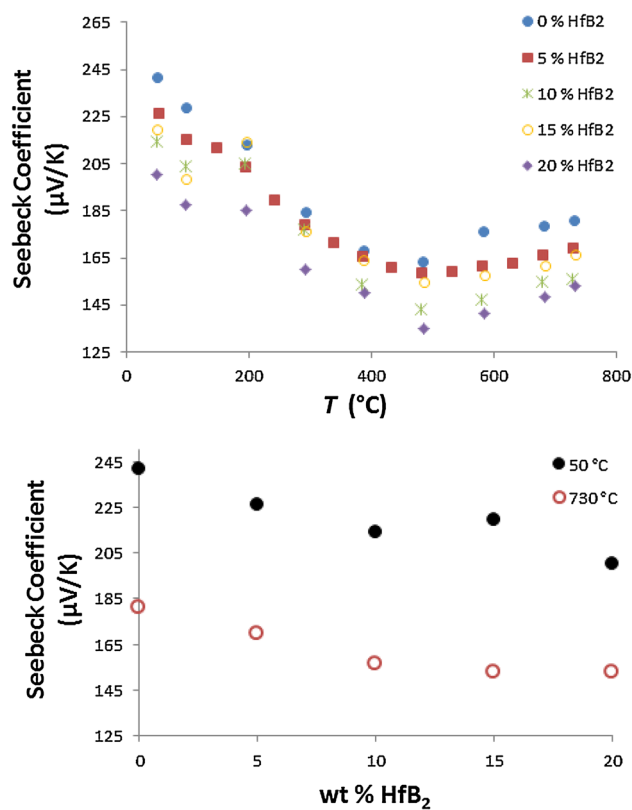 265
245
225
205
185
165
145
125
Seebeck Coefficient
(µV/K)
0 % HfB2
5 % HfB2
10 % HfB2
15 % HfB2
20 % HfB2
0 200 400 600 800
T (°C)
245
225
205
185
165
145
125
Seebeck Coefficient
(µV/K)
50 °C
730 °C
0 5 10 15 20
wt % HfB₂